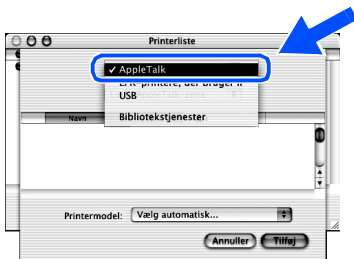 Printerliste
✓ AppleTalk
LPR-printere, der bruger IP
USB
Bibliotekstjenester
Navn
Printermodel: Vælg automatisk...
Annuller Tilføj